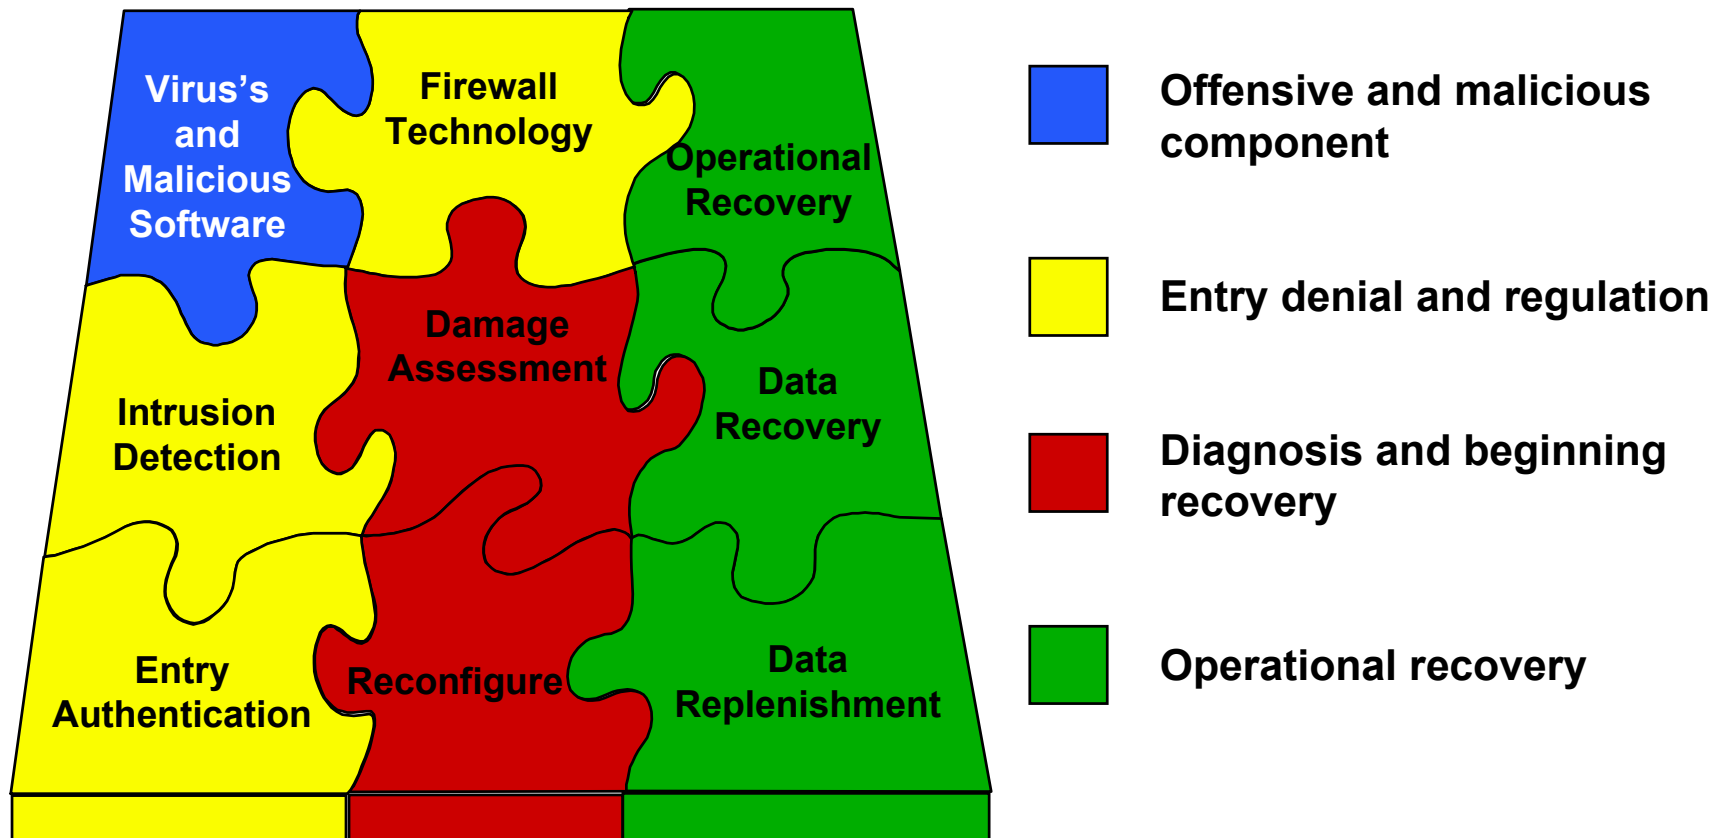 Virus’s
and
Malicious
Software
Firewall
Technology
Operational
Recovery
Intrusion
Detection
Damage
Assessment
Data
Recovery
Entry
Authentication
Reconfigure
Data
Replenishment
Offensive and malicious
component
Entry denial and regulation
Diagnosis and beginning
recovery
Operational recovery